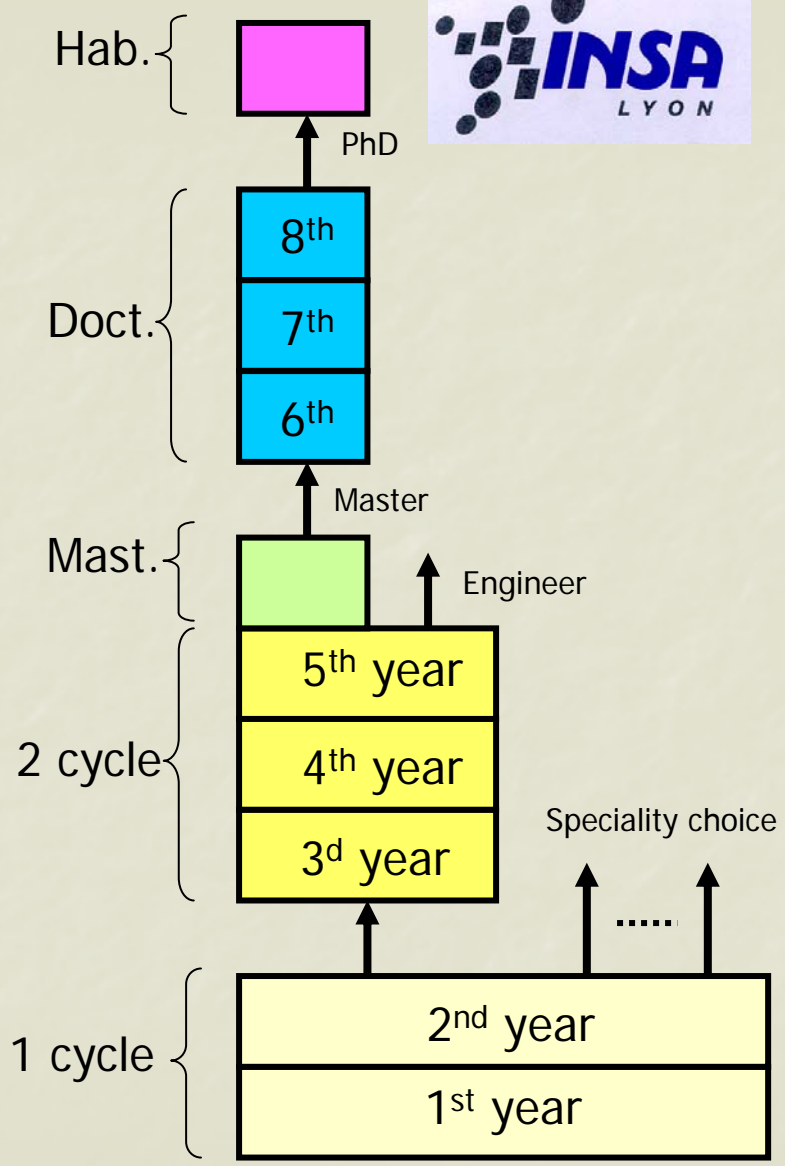 Hab.
INSA
LYON
PhD
8th
Doct.
7th
6th
Master
Mast.
Engineer
5th year
2 cycle
4th year
Speciality choice
3d year
......
2nd year
1 cycle
1st year